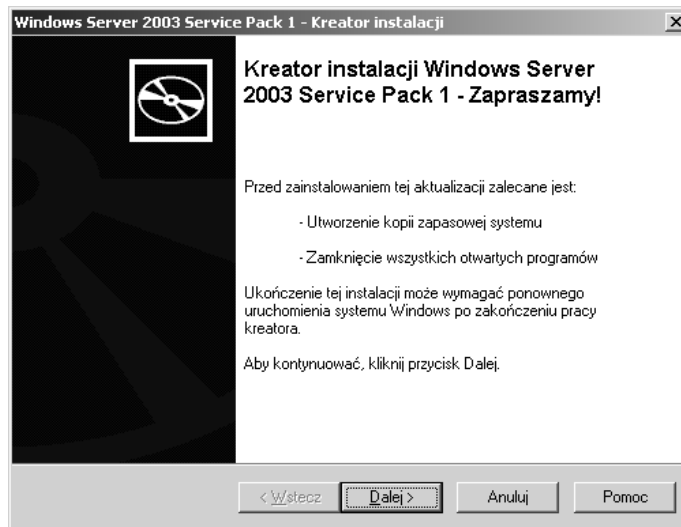 Windows Server 2003 Service Pack 1 - Kreator instalacji
Kreator instalacji Windows Server
2003 Service Pack 1 - Zapraszamy!
Przed zainstalowaniem tej aktualizacji zalecane jest:
- Utworzenie kopii zapasowej systemu
- Zamknięcie wszystkich otwartych programów
Ukończenie tej instalacji może wymagać ponownego
uruchomienia systemu Windows po zakończeniu pracy
kreatora.
Aby kontynuować, kliknij przycisk Dalej.
< Wstecz Dalej > Anuluj Pomoc